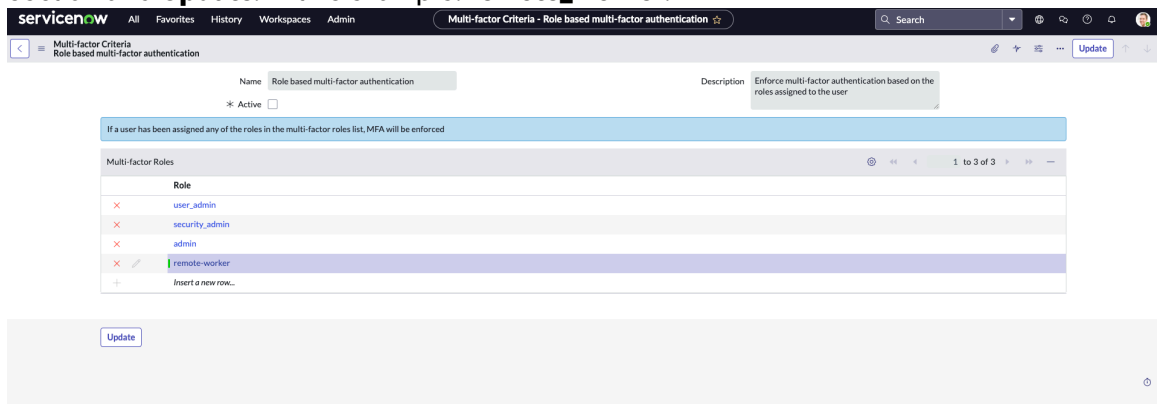 servicenow All Favorites History Workspaces Admin Multi-factor Criteria - Role based multi-factor authentication ☆ Search
Multi-factor Criteria
Role based multi-factor authentication
Update
Name Role based multi-factor authentication
Description Enforce multi-factor authentication based on the
roles assigned to the user
* Active
If a user has been assigned any of the roles in the multi-factor roles list, MFA will be enforced
Multi-factor Roles 1 to 3 of 3
Role
user_admin
security_admin
admin
remote-worker
Insert a new row...
Update